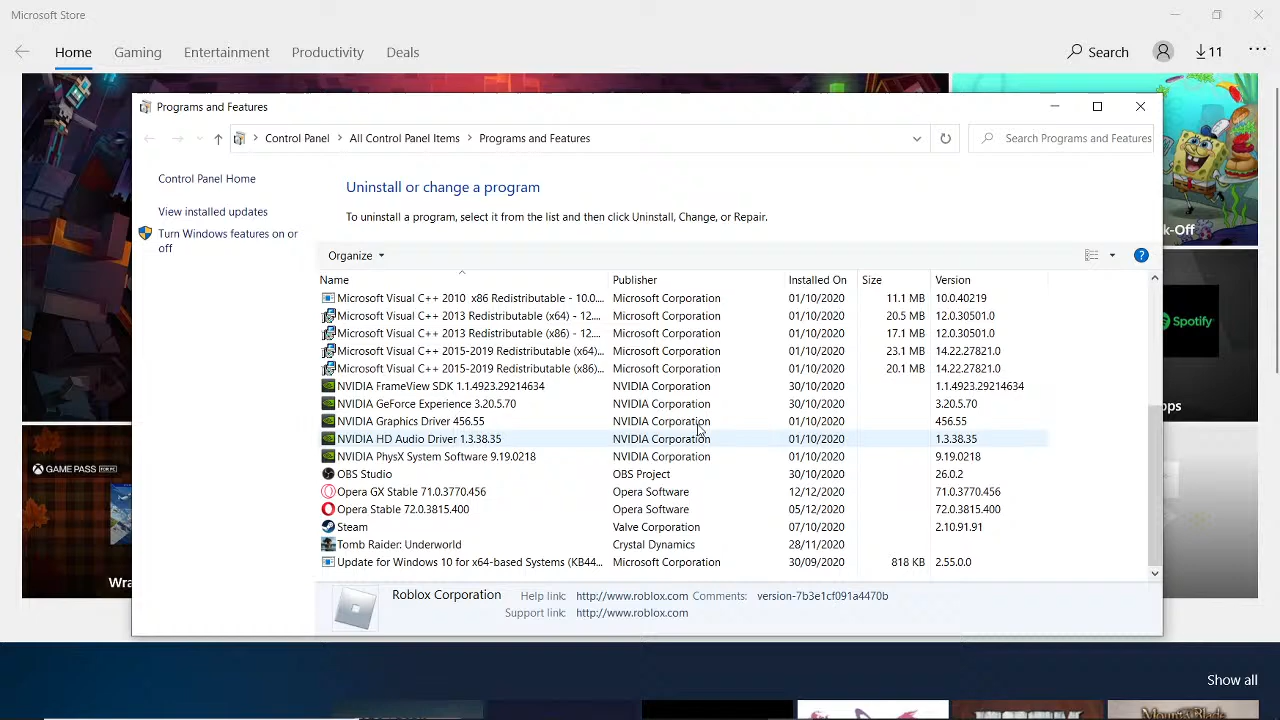 Microsoft Store
Home Gaming Entertainment Productivity Deals Search 11
Programs and Features
Control Panel All Control Panel Items Programs and Features Search Programs and Features
Control Panel Home
View installed updates
Turn Windows features on or
off
Uninstall or change a program
To uninstall a program, select it from the list and then click Uninstall, Change, or Repair.
Organize
Name Publisher Installed On Size Version
Microsoft Visual C++ 2010 x86 Redistributable - 10.0... Microsoft Corporation 01/10/2020 11.1 MB 10.0.40219
Microsoft Visual C++ 2013 Redistributable (x64) - 12.... Microsoft Corporation 01/10/2020 20.5 MB 12.0.30501.0
Microsoft Visual C++ 2013 Redistributable (x86) - 12.... Microsoft Corporation 01/10/2020 17.1 MB 12.0.30501.0
Microsoft Visual C++ 2015-2019 Redistributable (x64)... Microsoft Corporation 01/10/2020 23.1 MB 14.22.27821.0
Microsoft Visual C++ 2015-2019 Redistributable (x86)... Microsoft Corporation 01/10/2020 20.1 MB 14.22.27821.0
NVIDIA FrameView SDK 1.1.4923.29214634 NVIDIA Corporation 30/10/2020 1.1.4923.29214634
NVIDIA GeForce Experience 3.20.5.70 NVIDIA Corporation 30/10/2020 3.20.5.70
NVIDIA Graphics Driver 456.55 NVIDIA Corporation 01/10/2020 456.55
NVIDIA HD Audio Driver 1.3.38.35 NVIDIA Corporation 01/10/2020 1.3.38.35
NVIDIA PhysX System Software 9.19.0218 NVIDIA Corporation 01/10/2020 9.19.0218
OBS Studio OBS Project 30/10/2020 26.0.2
Opera GX Stable 71.0.3770.456 Opera Software 12/12/2020 71.0.3770.456
Opera Stable 72.0.3815.400 Opera Software 05/12/2020 72.0.3815.400
Steam Valve Corporation 07/10/2020 2.10.91.91
Tomb Raider: Underworld Crystal Dynamics 28/11/2020
Update for Windows 10 for x64-based Systems (KB44... Microsoft Corporation 30/09/2020 818 KB 2.55.0.0
Roblox Corporation Help link: http://www.roblox.com Comments: version-7b3e1cf091a4470b
Support link: http://www.roblox.com
k-Off
Spotify
ops
GAME PASS FOR PC
Wra
Show all